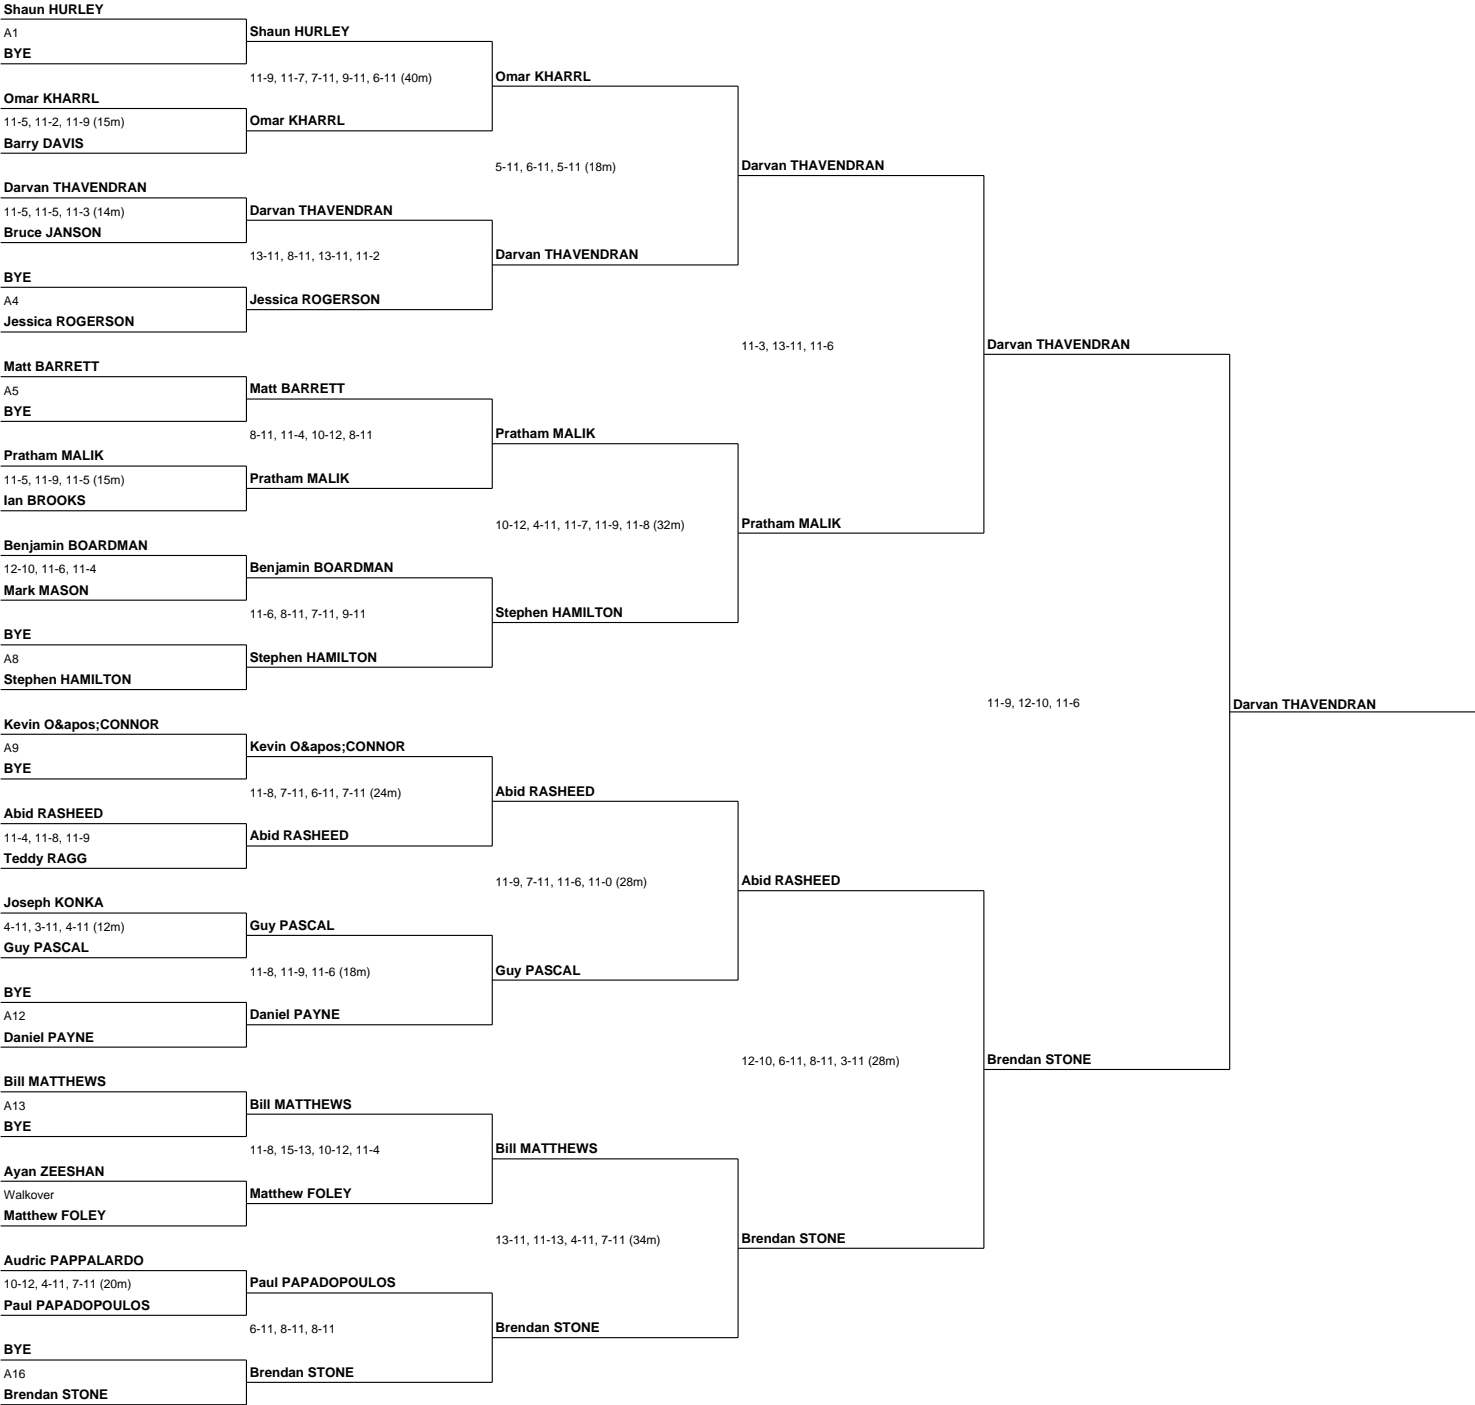 Shaun HURLEY
A1
BYE
Omar KHARRL
11-5, 11-2, 11-9 (15m)
Barry DAVIS
Darvan THAVENDRAN
11-5, 11-5, 11-3 (14m)
Bruce JANSON
BYE
A4
Jessica ROGERSON
Matt BARRETT
A5
BYE
Pratham MALIK
11-5, 11-9, 11-5 (15m)
Ian BROOKS
Benjamin BOARDMAN
12-10, 11-6, 11-4
Mark MASON
BYE
A8
Stephen HAMILTON
Kevin O&apos;CONNOR
A9
BYE
Abid RASHEED
11-4, 11-8, 11-9
Teddy RAGG
Joseph KONKA
4-11, 3-11, 4-11 (12m)
Guy PASCAL
BYE
A12
Daniel PAYNE
Bill MATTHEWS
A13
BYE
Ayan ZEESHAN
Walkover
Matthew FOLEY
Audric PAPPALARDO
10-12, 4-11, 7-11 (20m)
Paul PAPADOPOULOS
BYE
A16
Brendan STONE
Shaun HURLEY
11-9, 11-7, 7-11, 9-11, 6-11 (40m)
Omar KHARRL
Darvan THAVENDRAN
13-11, 8-11, 13-11, 11-2
Jessica ROGERSON
Matt BARRETT
8-11, 11-4, 10-12, 8-11
Pratham MALIK
Benjamin BOARDMAN
11-6, 8-11, 7-11, 9-11
Stephen HAMILTON
Kevin O&apos;CONNOR
11-8, 7-11, 6-11, 7-11 (24m)
Abid RASHEED
Guy PASCAL
11-8, 11-9, 11-6 (18m)
Daniel PAYNE
Bill MATTHEWS
11-8, 15-13, 10-12, 11-4
Matthew FOLEY
Paul PAPADOPOULOS
6-11, 8-11, 8-11
Brendan STONE
Omar KHARRL
5-11, 6-11, 5-11 (18m)
Darvan THAVENDRAN
Pratham MALIK
10-12, 4-11, 11-7, 11-9, 11-8 (32m)
Stephen HAMILTON
Abid RASHEED
11-9, 7-11, 11-6, 11-0 (28m)
Guy PASCAL
Bill MATTHEWS
13-11, 11-13, 4-11, 7-11 (34m)
Brendan STONE
Darvan THAVENDRAN
11-3, 13-11, 11-6
Pratham MALIK
Abid RASHEED
12-10, 6-11, 8-11, 3-11 (28m)
Brendan STONE
Darvan THAVENDRAN
11-9, 12-10, 11-6
Brendan STONE
Darvan THAVENDRAN